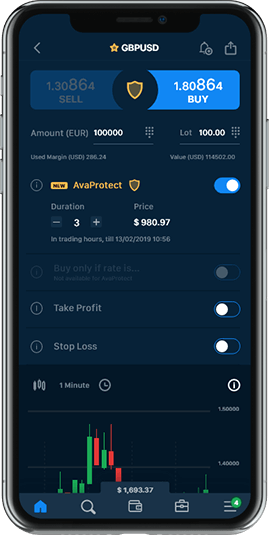 GBPUSD
1.30864
SELL
1.80864
BUY
Amount (EUR) 100000
Lot 100.00
Used Margin (USD) 286.24
Value (USD) 114502.00
NEW AvaProtect
Duration
Price
3
$ 980.97
In trading hours, till 13/02/2019 10:56
Buy only if rate is...
Not available for AvaProtect
Take Profit
Stop Loss
1 Minute
1.50000
1.40000
$ 1,693.37
4